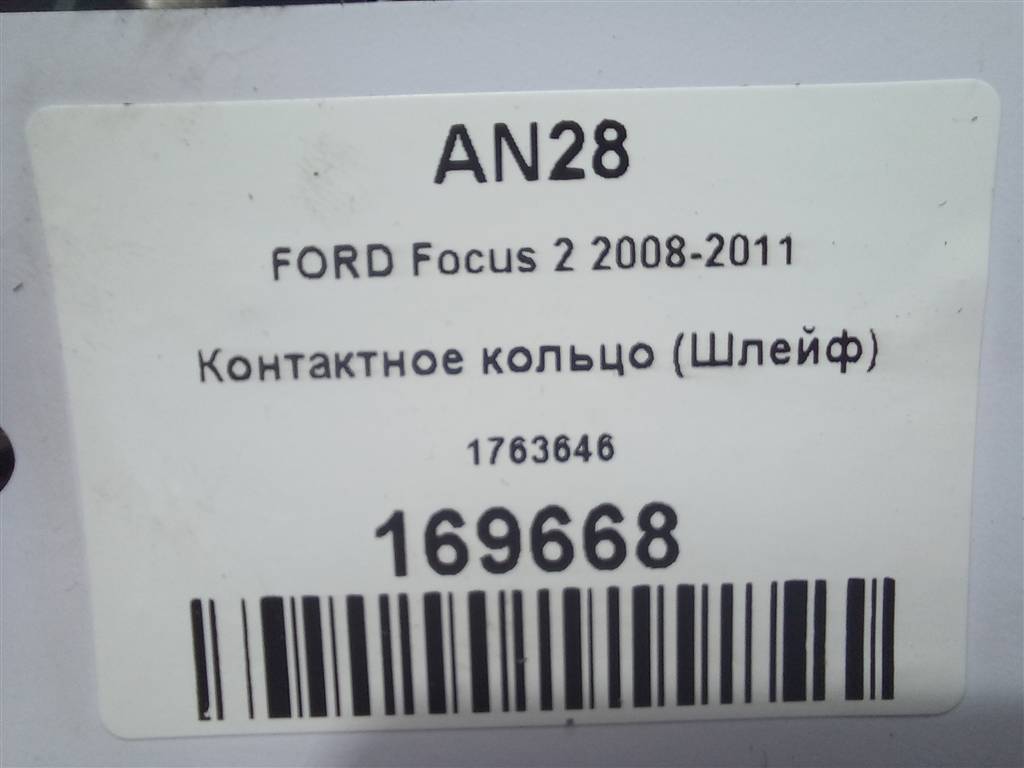 AN28
FORD Focus 2 2008-2011
Контактное кольцо (Шлейф)
1763646
169668